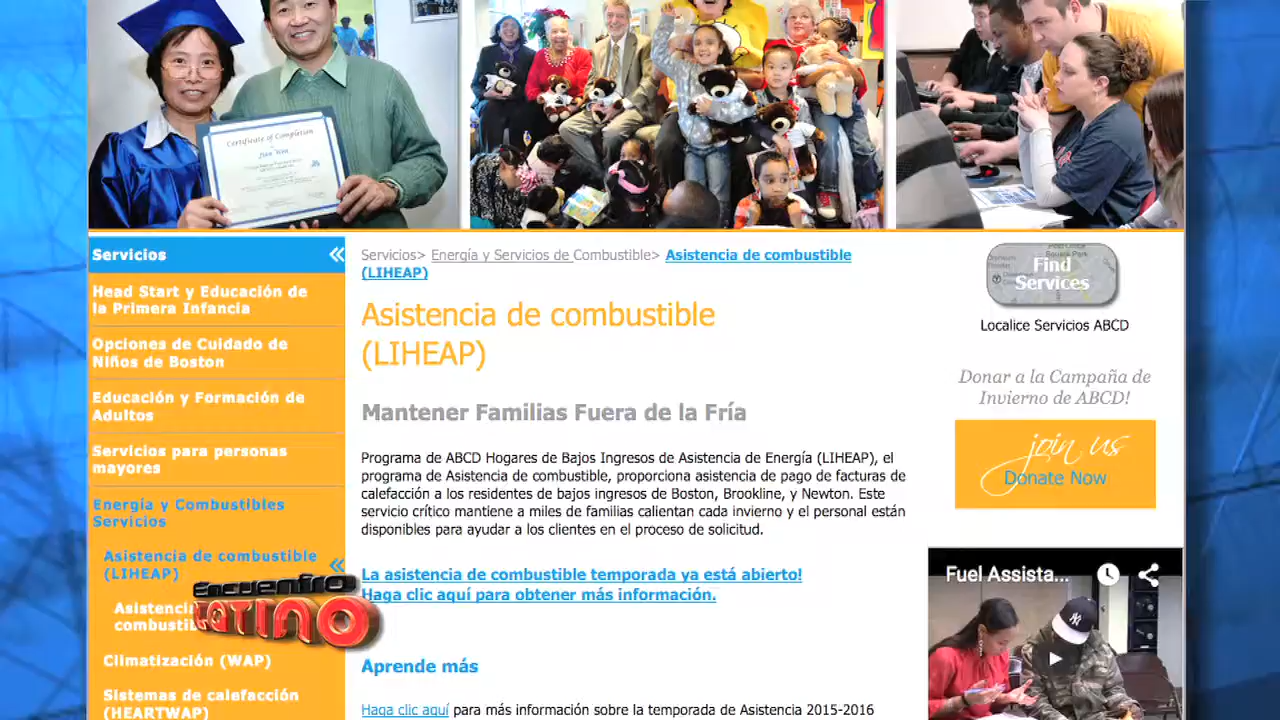 Certificate of Completion
Servicios
Head Start y Educación de
la Primera Infancia
Opciones de Cuidado de
Niños de Boston
Educación y Formación de
Adultos
Servicios para personas
mayores
Energía y Combustibles
Servicios
Asistencia de combustible
(LIHEAP)
Climatización (WAP)
Sistemas de calefacción
(HEARTWAP)
Encuentro
LATINO
Servicios> Energía y Servicios de Combustible> Asistencia de combustible
(LIHEAP)
Asistencia de combustible
(LIHEAP)
Mantener Familias Fuera de la Fría
Programa de ABCD Hogares de Bajos Ingresos de Asistencia de Energía (LIHEAP), el
programa de Asistencia de combustible, proporciona asistencia de pago de facturas de
calefacción a los residentes de bajos ingresos de Boston, Brookline, y Newton. Este
servicio crítico mantiene a miles de familias calientan cada invierno y el personal están
disponibles para ayudar a los clientes en el proceso de solicitud.
La asistencia de combustible temporada ya está abierto!
Haga clic aquí para obtener más información.
Aprende más
Haga clic aquí para más información sobre la temporada de Asistencia 2015-2016
Find
Services
Localice Servicios ABCD
Donar a la Campaña de
Invierno de ABCD!
join us
Donate Now
Fuel Assista...